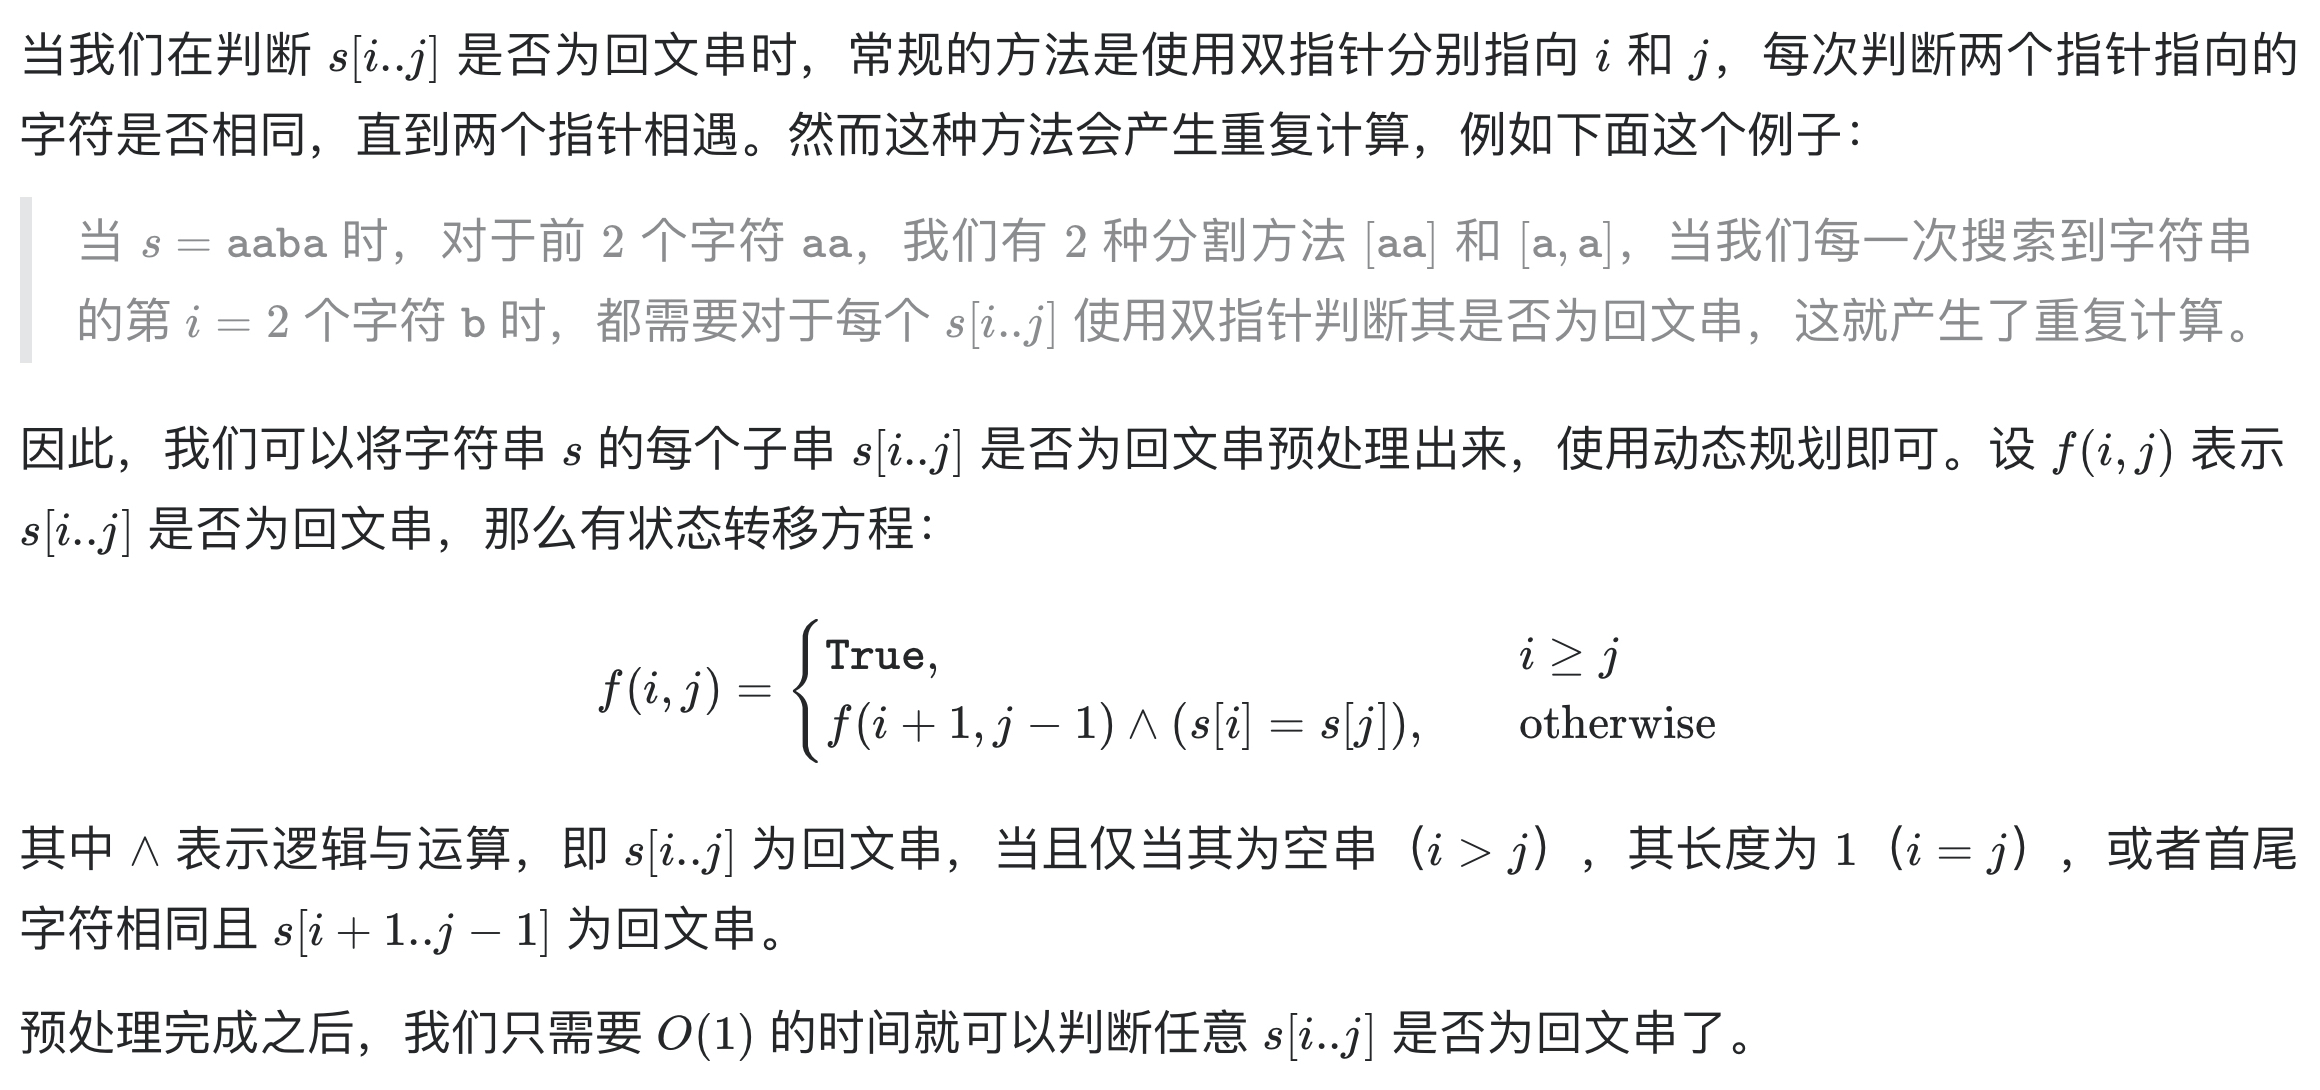 当我们在判断 s[i..j] 是否为回文串时，常规的方法是使用双指针分别指向 i 和 j，每次判断两个指针指向的
字符是否相同，直到两个指针相遇。然而这种方法会产生重复计算，例如下面这个例子：
当 s = aaba 时，对于前 2 个字符 aa，我们有 2 种分割方法 [aa] 和 [a, a]，当我们每一次搜索到字符串
的第 i = 2 个字符 b 时，都需要对于每个 s[i..j] 使用双指针判断其是否为回文串，这就产生了重复计算。
因此，我们可以将字符串 s 的每个子串 s[i..j] 是否为回文串预处理出来，使用动态规划即可。设 f(i, j) 表示
s[i..j] 是否为回文串，那么有状态转移方程：
f(i, j) = { True, i ≥ j
f(i + 1, j − 1) ∧ (s[i] = s[j]), otherwise
其中 ∧ 表示逻辑与运算，即 s[i..j] 为回文串，当且仅当其为空串（i > j），其长度为 1（i = j），或者首尾
字符相同且 s[i + 1..j − 1] 为回文串。
预处理完成之后，我们只需要 O(1) 的时间就可以判断任意 s[i..j] 是否为回文串了。